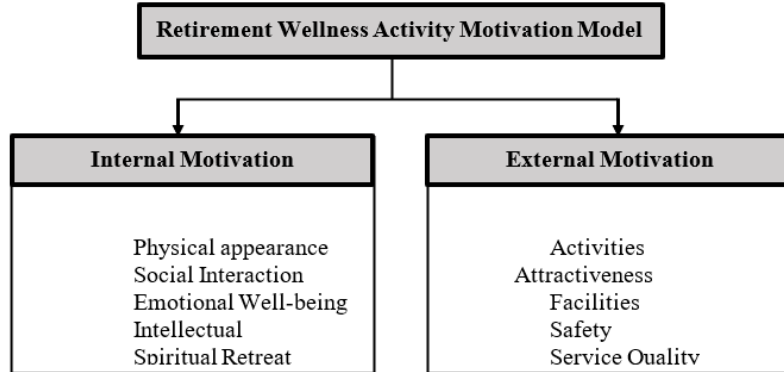 Retirement Wellness Activity Motivation Model
Internal Motivation
Physical appearance
Social Interaction
Emotional Well-being
Intellectual
Spiritual Retreat
External Motivation
Activities
Attractiveness
Facilities
Safety
Service Quality